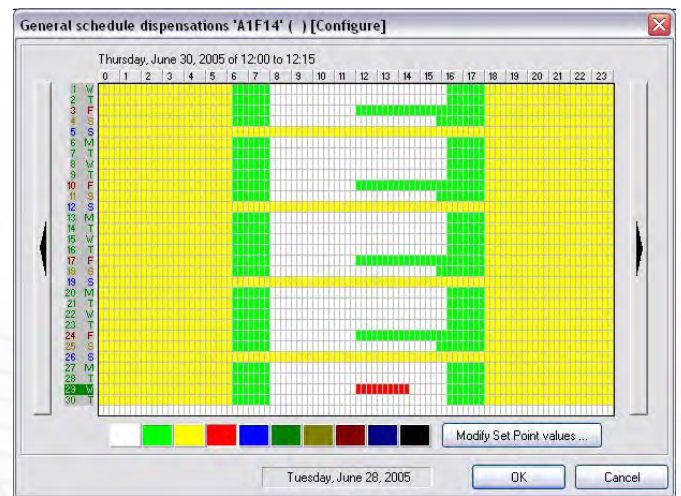 General schedule dispensations 'A1F14' ( ) [Configure]
Thursday, June 30, 2005 of 12:00 to 12:15
0 1 2 3 4 5 6 7 8 9 10 11 12 13 14 15 16 17 18 19 20 21 22 23
1 W
2 T
3 F
4 S
5 S
6 M
7 T
8 W
9 T
10 F
11 S
12 S
13 M
14 T
15 W
16 T
17 F
18 S
19 S
20 M
21 T
22 W
23 T
24 F
25 S
26 S
27 M
28 T
29 W
30 T
Modify Set Point values ...
Tuesday, June 28, 2005
OK
Cancel